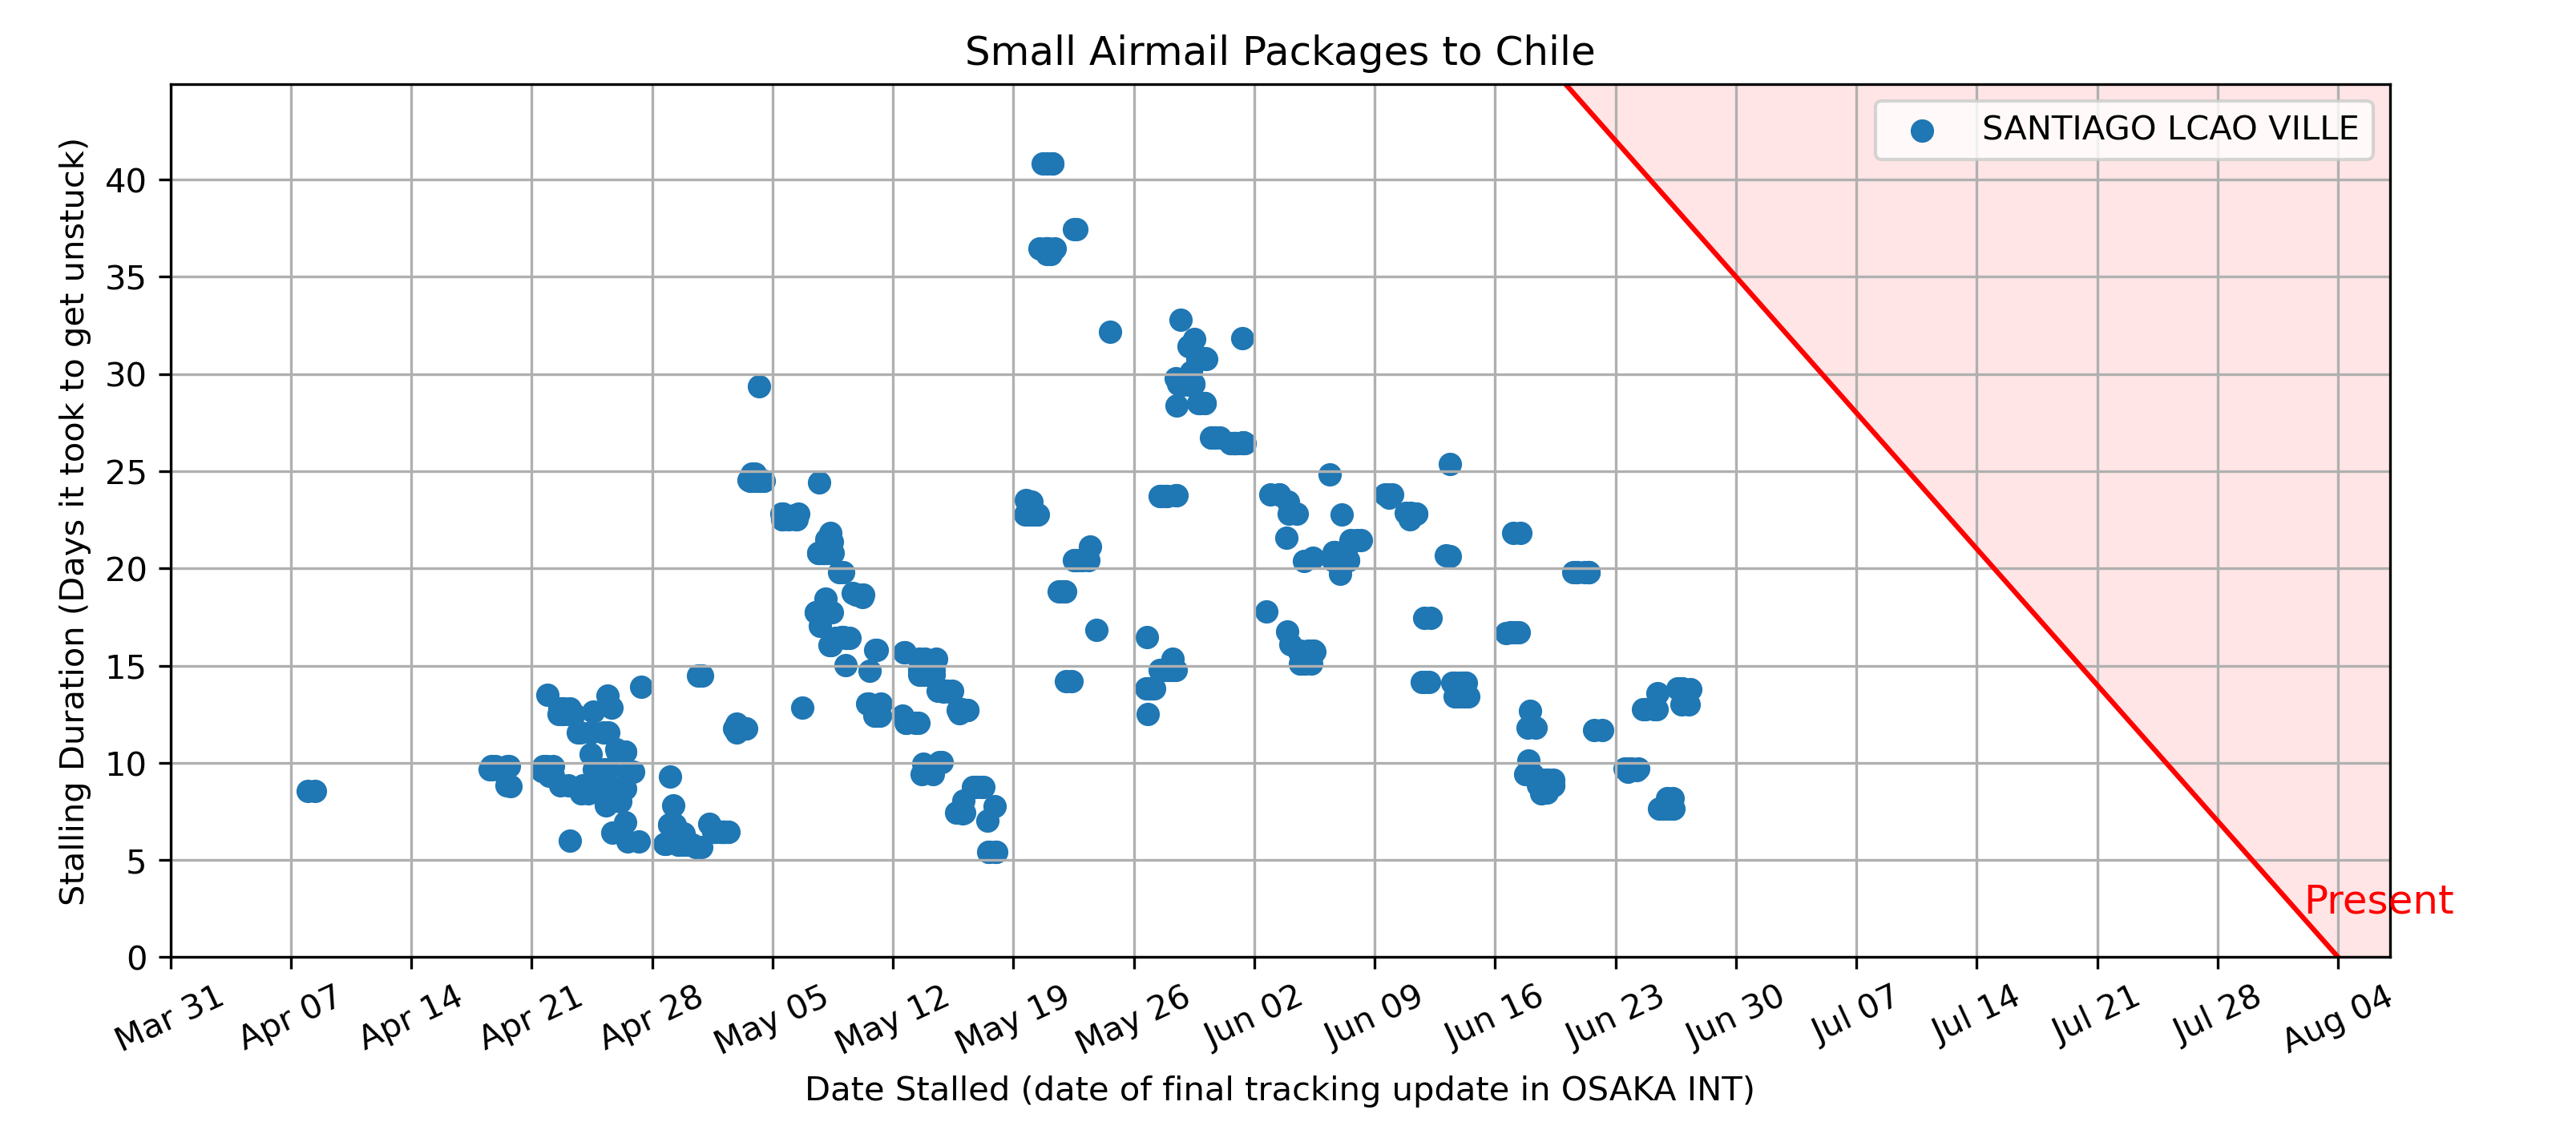 Small Airmail Packages to Chile
SANTIAGO LCAO VILLE
Stalling Duration (Days it took to get unstuck)
40
35
30
25
20
15
10
5
0
Present
Mar 31
Apr 07
Apr 14
Apr 21
Apr 28
May 05
May 12
May 19
May 26
Jun 02
Jun 09
Jun 16
Jun 23
Jun 30
Jul 07
Jul 14
Jul 21
Jul 28
Aug 04
Date Stalled (date of final tracking update in OSAKA INT)